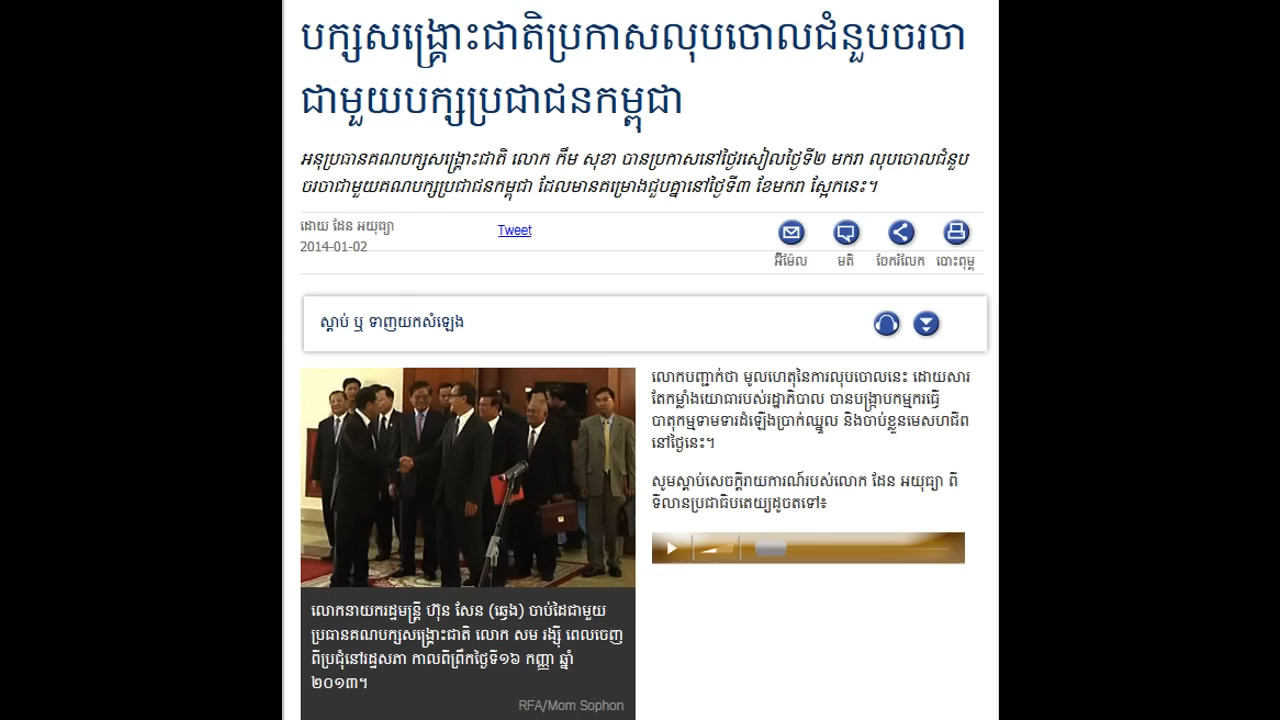 បក្សសង្គ្រោះជាតិប្រកាសលុបចោលជំនួបចរចា
ជាមួយបក្សប្រជាជនកម្ពុជា
អនុប្រធានគណបក្សសង្គ្រោះជាតិ លោក កឹម សុខា បានប្រកាសនៅថ្ងៃរសៀលថ្ងៃទី២ មករា លុបចោលជំនួប
ចរចាជាមួយគណបក្សប្រជាជនកម្ពុជា ដែលមានគម្រោងជួបគ្នានៅថ្ងៃទី៣ ខែមករា ស្អែកនេះ។
ដោយ ដែន អយុធ្យា
2014-01-02
Tweet
អ៊ីម៉ែល
មតិ
ចែករំលែក
បោះពុម្ព
ស្ដាប់ ឬ ទាញយកសំឡេង
លោកបញ្ជាក់ថា មូលហេតុនៃការលុបចោលនេះ ដោយសារ
តែកម្លាំងយោធារបស់រដ្ឋាភិបាល បានបង្ក្រាបកម្មករធ្វើ
បាតុកម្មទាមទារដំឡើងប្រាក់ឈ្នួល និងចាប់ខ្លួនមេសហជីព
នៅថ្ងៃនេះ។
សូមស្ដាប់សេចក្ដីរាយការណ៍របស់លោក ដែន អយុធ្យា ពី
ទីលានប្រជាធិបតេយ្យដូចតទៅ៖
លោកនាយករដ្ឋមន្ត្រី ហ៊ុន សែន (ឆ្វេង) ចាប់ដៃជាមួយ
ប្រធានគណបក្សសង្គ្រោះជាតិ លោក សម រង្ស៊ី ពេលចេញ
ពីប្រជុំនៅរដ្ឋសភា កាលពីព្រឹកថ្ងៃទី១៦ កញ្ញា ឆ្នាំ
២០១៣។
RFA/Mom Sophon